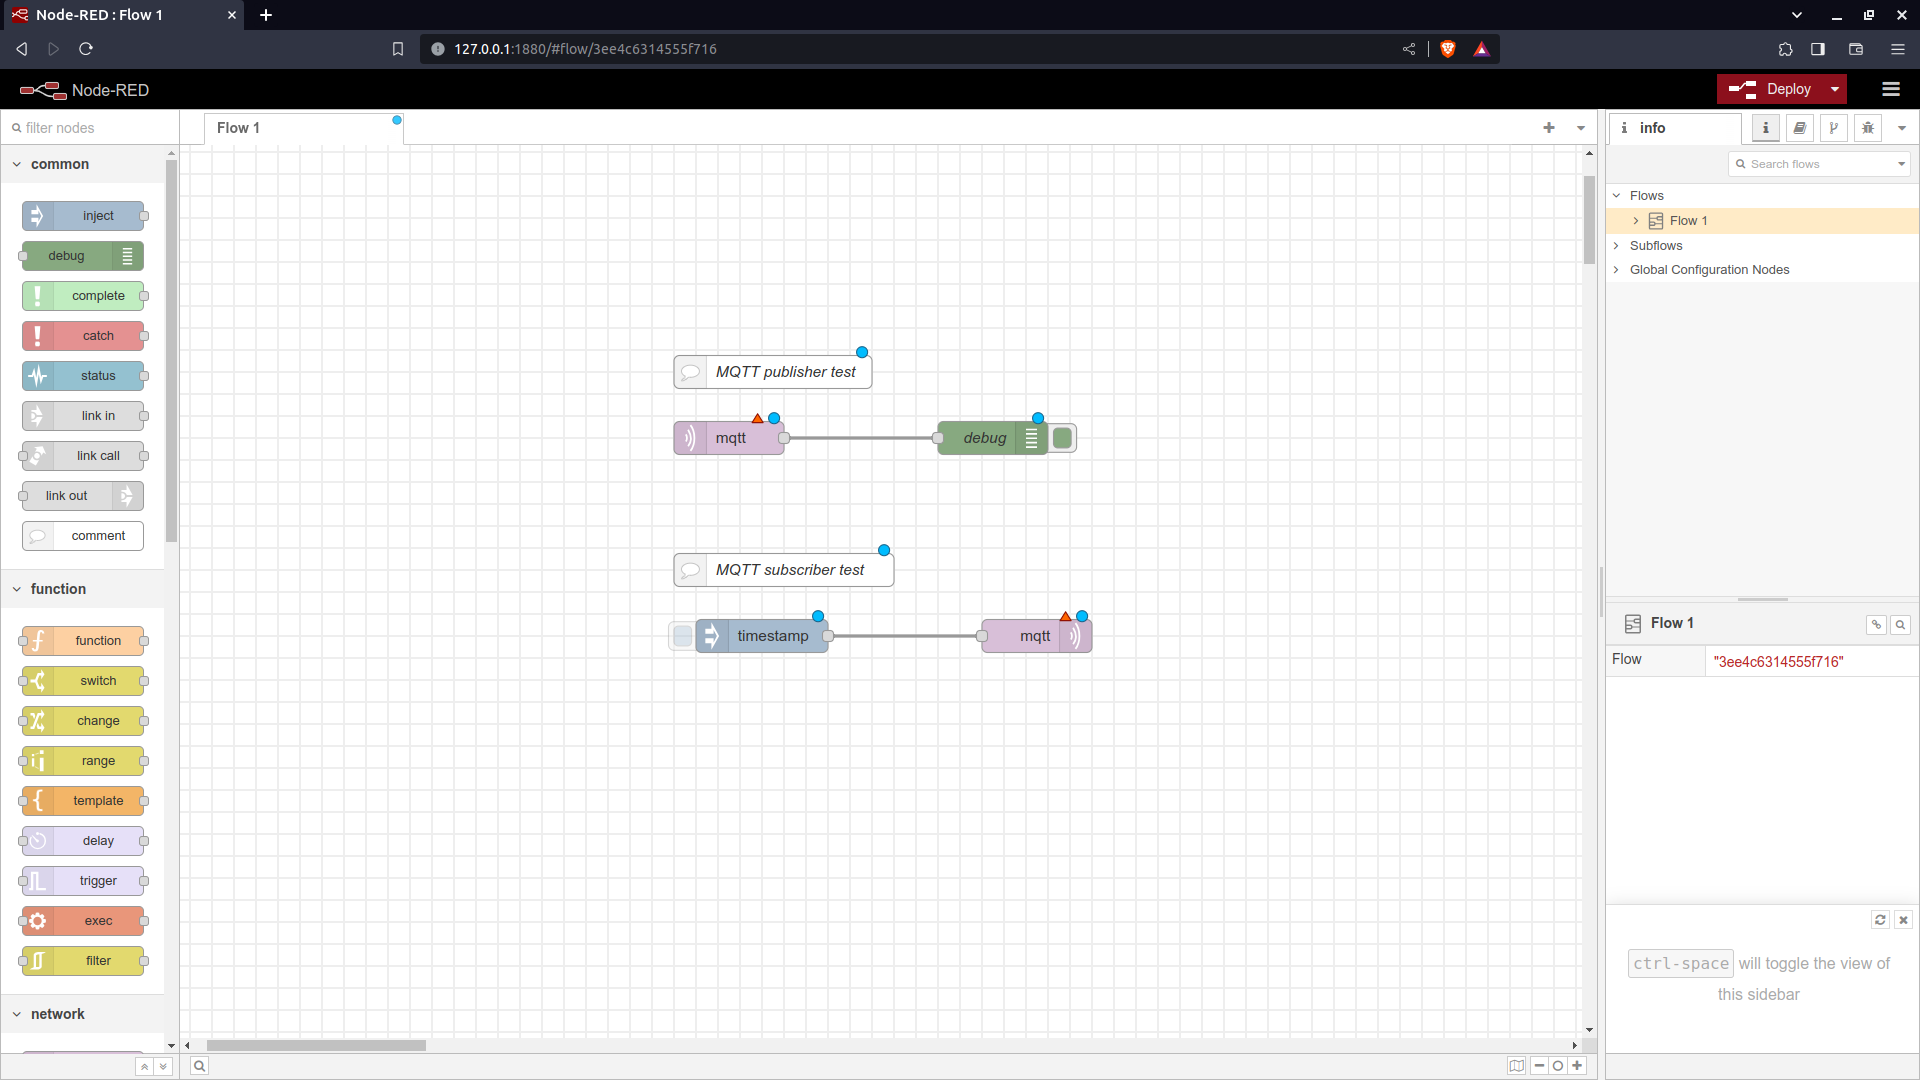 Node-RED : Flow 1
127.0.0.1:1880/#flow/3ee4c6314555f716
Node-RED
Deploy
filter nodes
Flow 1
info
Search flows
common
inject
debug
complete
catch
status
link in
link call
link out
comment
function
function
switch
change
range
template
delay
trigger
exec
filter
network
MQTT publisher test
mqtt
debug
MQTT subscriber test
timestamp
mqtt
Flows
Flow 1
Subflows
Global Configuration Nodes
Flow 1
Flow
"3ee4c6314555f716"
ctrl-space will toggle the view of
this sidebar